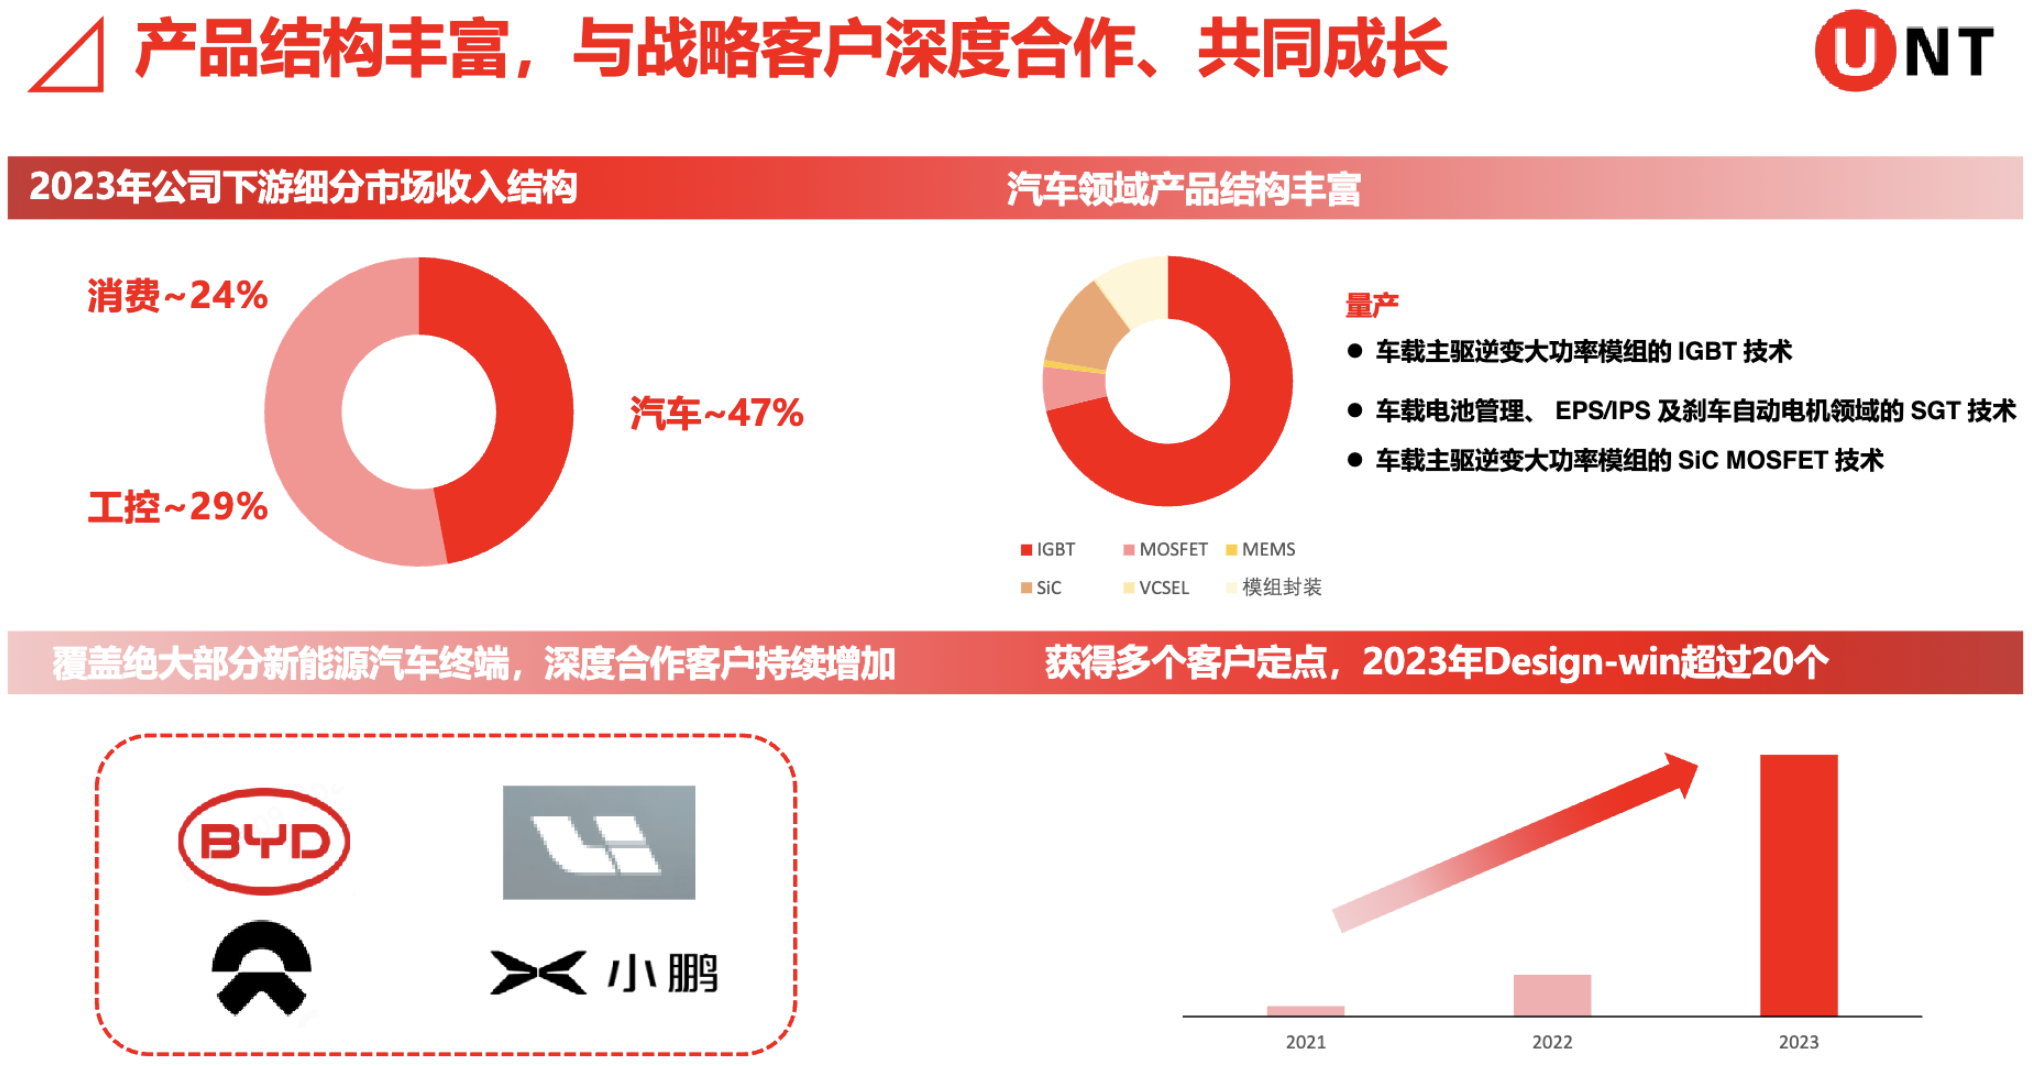 产品结构丰富，与战略客户深度合作、共同成长
UNT
2023年公司下游细分市场收入结构
汽车领域产品结构丰富
消费~24%
汽车~47%
工控~29%
量产
● 车载主驱逆变大功率模组的 IGBT 技术
● 车载电池管理、 EPS/IPS 及刹车自动电机领域的 SGT 技术
● 车载主驱逆变大功率模组的 SiC MOSFET 技术
IGBT MOSFET MEMS
SiC VCSEL 模组封装
覆盖绝大部分新能源汽车终端，深度合作客户持续增加
获得多个客户定点，2023年Design-win超过20个
BYD
小鹏
2021 2022 2023